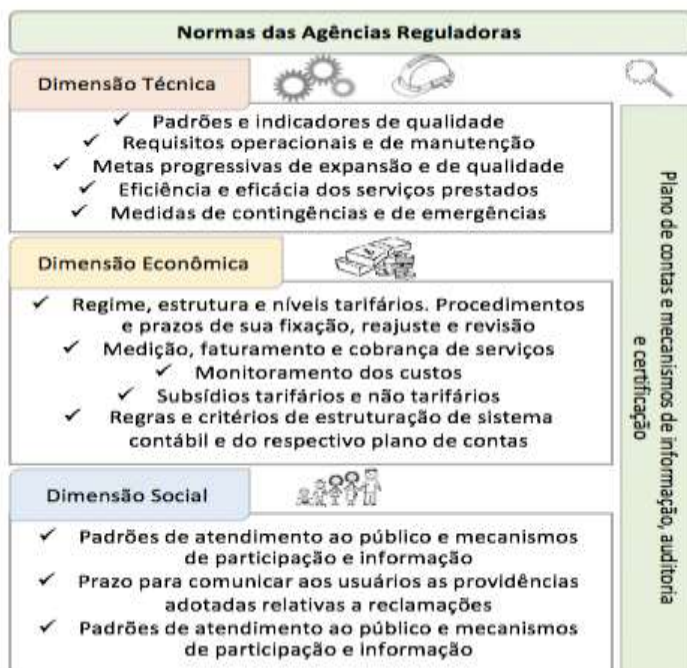 Normas das Agências Reguladoras
Dimensão Técnica
✓ Padrões e indicadores de qualidade
✓ Requisitos operacionais e de manutenção
✓ Metas progressivas de expansão e de qualidade
✓ Eficiência e eficácia dos serviços prestados
✓ Medidas de contingências e de emergências
Dimensão Econômica
✓ Regime, estrutura e níveis tarifários. Procedimentos
e prazos de sua fixação, reajuste e revisão
✓ Medição, faturamento e cobrança de serviços
✓ Monitoramento dos custos
✓ Subsídios tarifários e não tarifários
✓ Regras e critérios de estruturação de sistema
contábil e do respectivo plano de contas
Dimensão Social
✓ Padrões de atendimento ao público e mecanismos
de participação e informação
✓ Prazo para comunicar aos usuários as providências
adotadas relativas a reclamações
✓ Padrões de atendimento ao público e mecanismos
de participação e informação
Plano de contas e mecanismos de informação, auditoria
e certificação